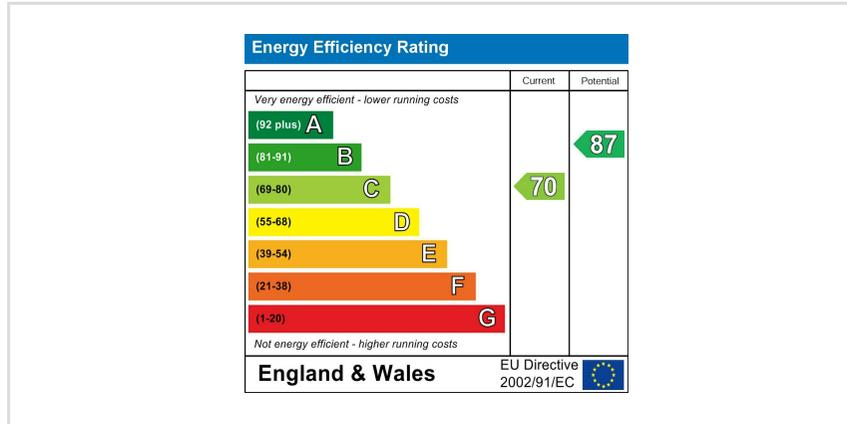 Energy Efficiency Rating
Current Potential
Very energy efficient - lower running costs
(92 plus) A
(81-91) B
87
(69-80) C
70
(55-68) D
(39-54) E
(21-38) F
(1-20) G
Not energy efficient - higher running costs
England & Wales
EU Directive
2002/91/EC